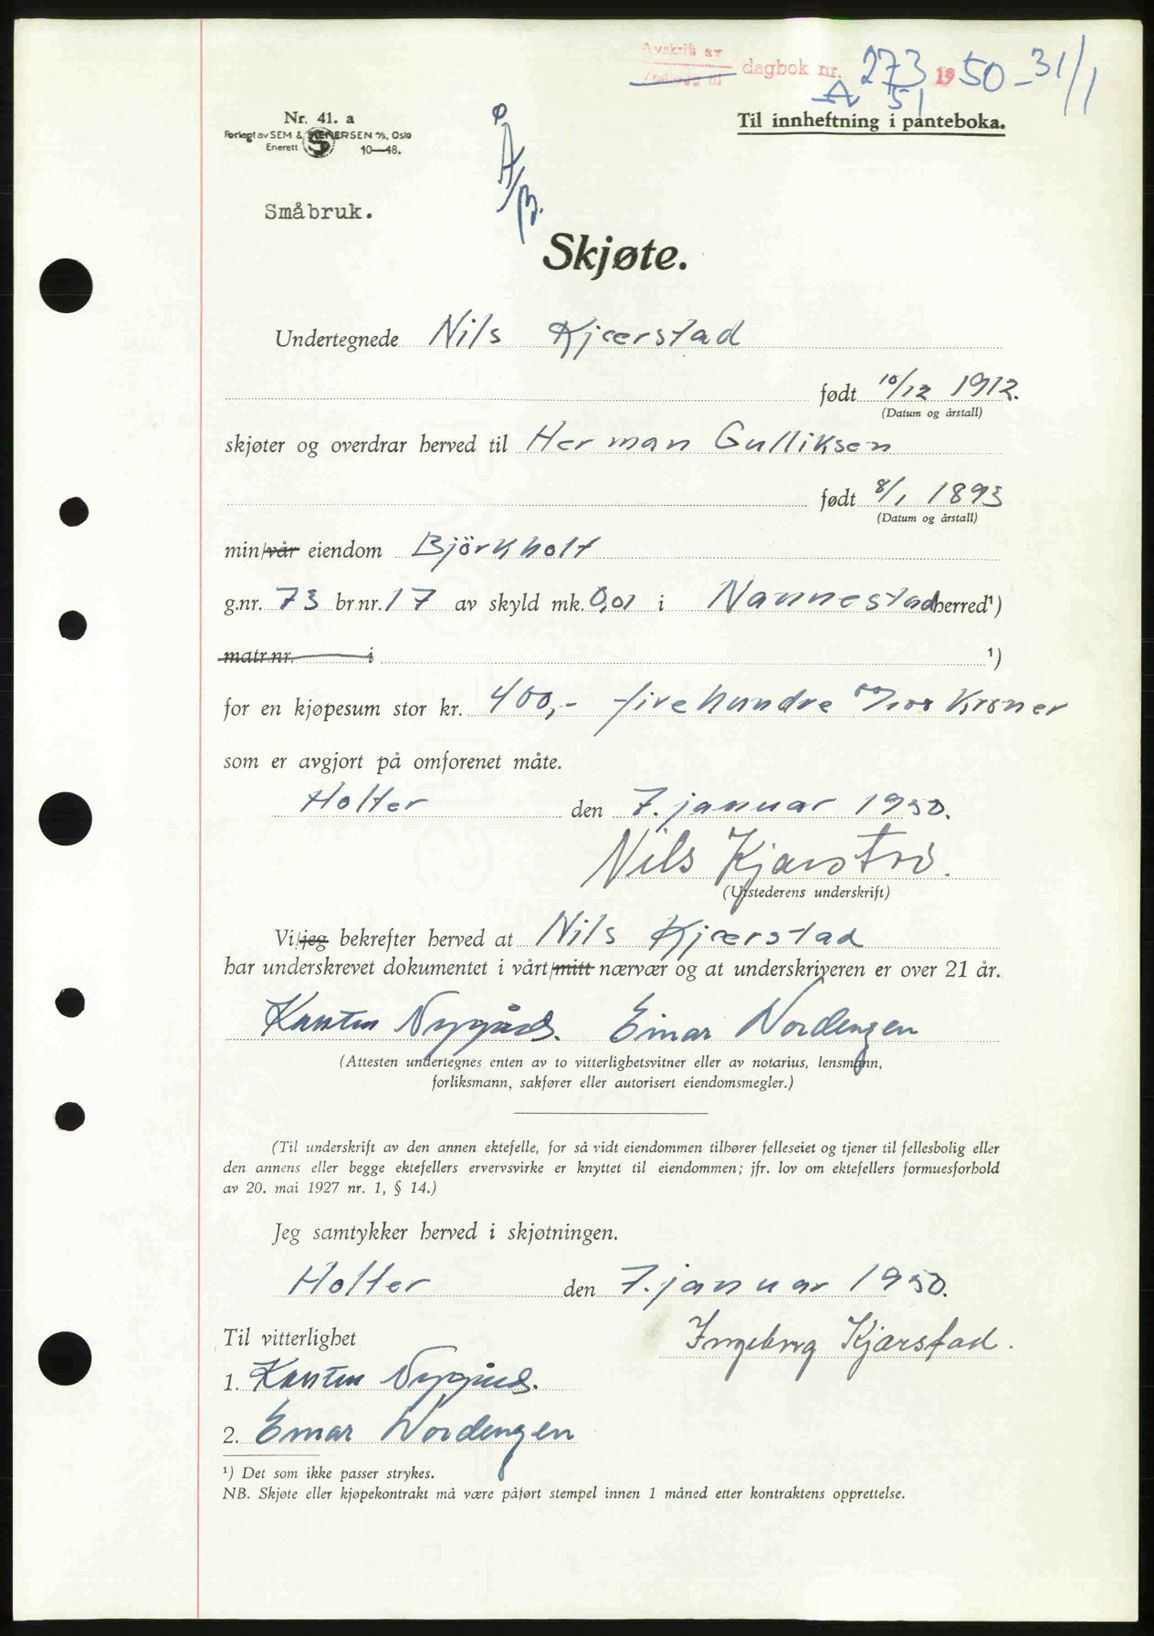 Avskrift av
dagbok nr. 273 1950 - 31/1
A 51
Nr. 41. a
Forlagt av SEM & STENERSEN A/S, Oslo
Enerett 10—48.
Til innheftning i panteboka.
Småbruk.
Skjøte.
Undertegnede Nils Kjærstad
født 10/12 1912.
(Datum og årstall)
skjøter og overdrar herved til Herman Gulliksen
født 8/1 1893
(Datum og årstall)
min/vår eiendom Björkholt
g.nr. 73 br.nr. 17 av skyld mk. 0,01 i Nannestad herred¹)
matr.nr. i ¹)
for en kjøpesum stor kr. 400,- firehundre 00/100 Kroner
som er avgjort på omforenet måte.
Holter den 7. januar 1950.
Nils Kjærstad.
(Utstederens underskrift)
Vi/jeg bekrefter herved at Nils Kjærstad
har underskrevet dokumentet i vårt/mitt nærvær og at underskriveren er over 21 år.
Karsten Nygård. Einar Nordengen
(Attesten undertegnes enten av to vitterlighetsvitner eller av notarius, lensmann,
forliksmann, sakfører eller autorisert eiendomsmegler.)
(Til underskrift av den annen ektefelle, for så vidt eiendommen tilhører felleseiet og tjener til fellesbolig eller
den annens eller begge ektefellers ervervsvirke er knyttet til eiendommen; jfr. lov om ektefellers formuesforhold
av 20. mai 1927 nr. 1, § 14.)
Jeg samtykker herved i skjøtningen.
Holter den 7. januar 1950.
Til vitterlighet
Ingeborg Kjærstad.
1. Karsten Nygård.
2. Einar Nordengen
¹) Det som ikke passer strykes.
NB. Skjøte eller kjøpekontrakt må være påført stempel innen 1 måned etter kontraktens opprettelse.